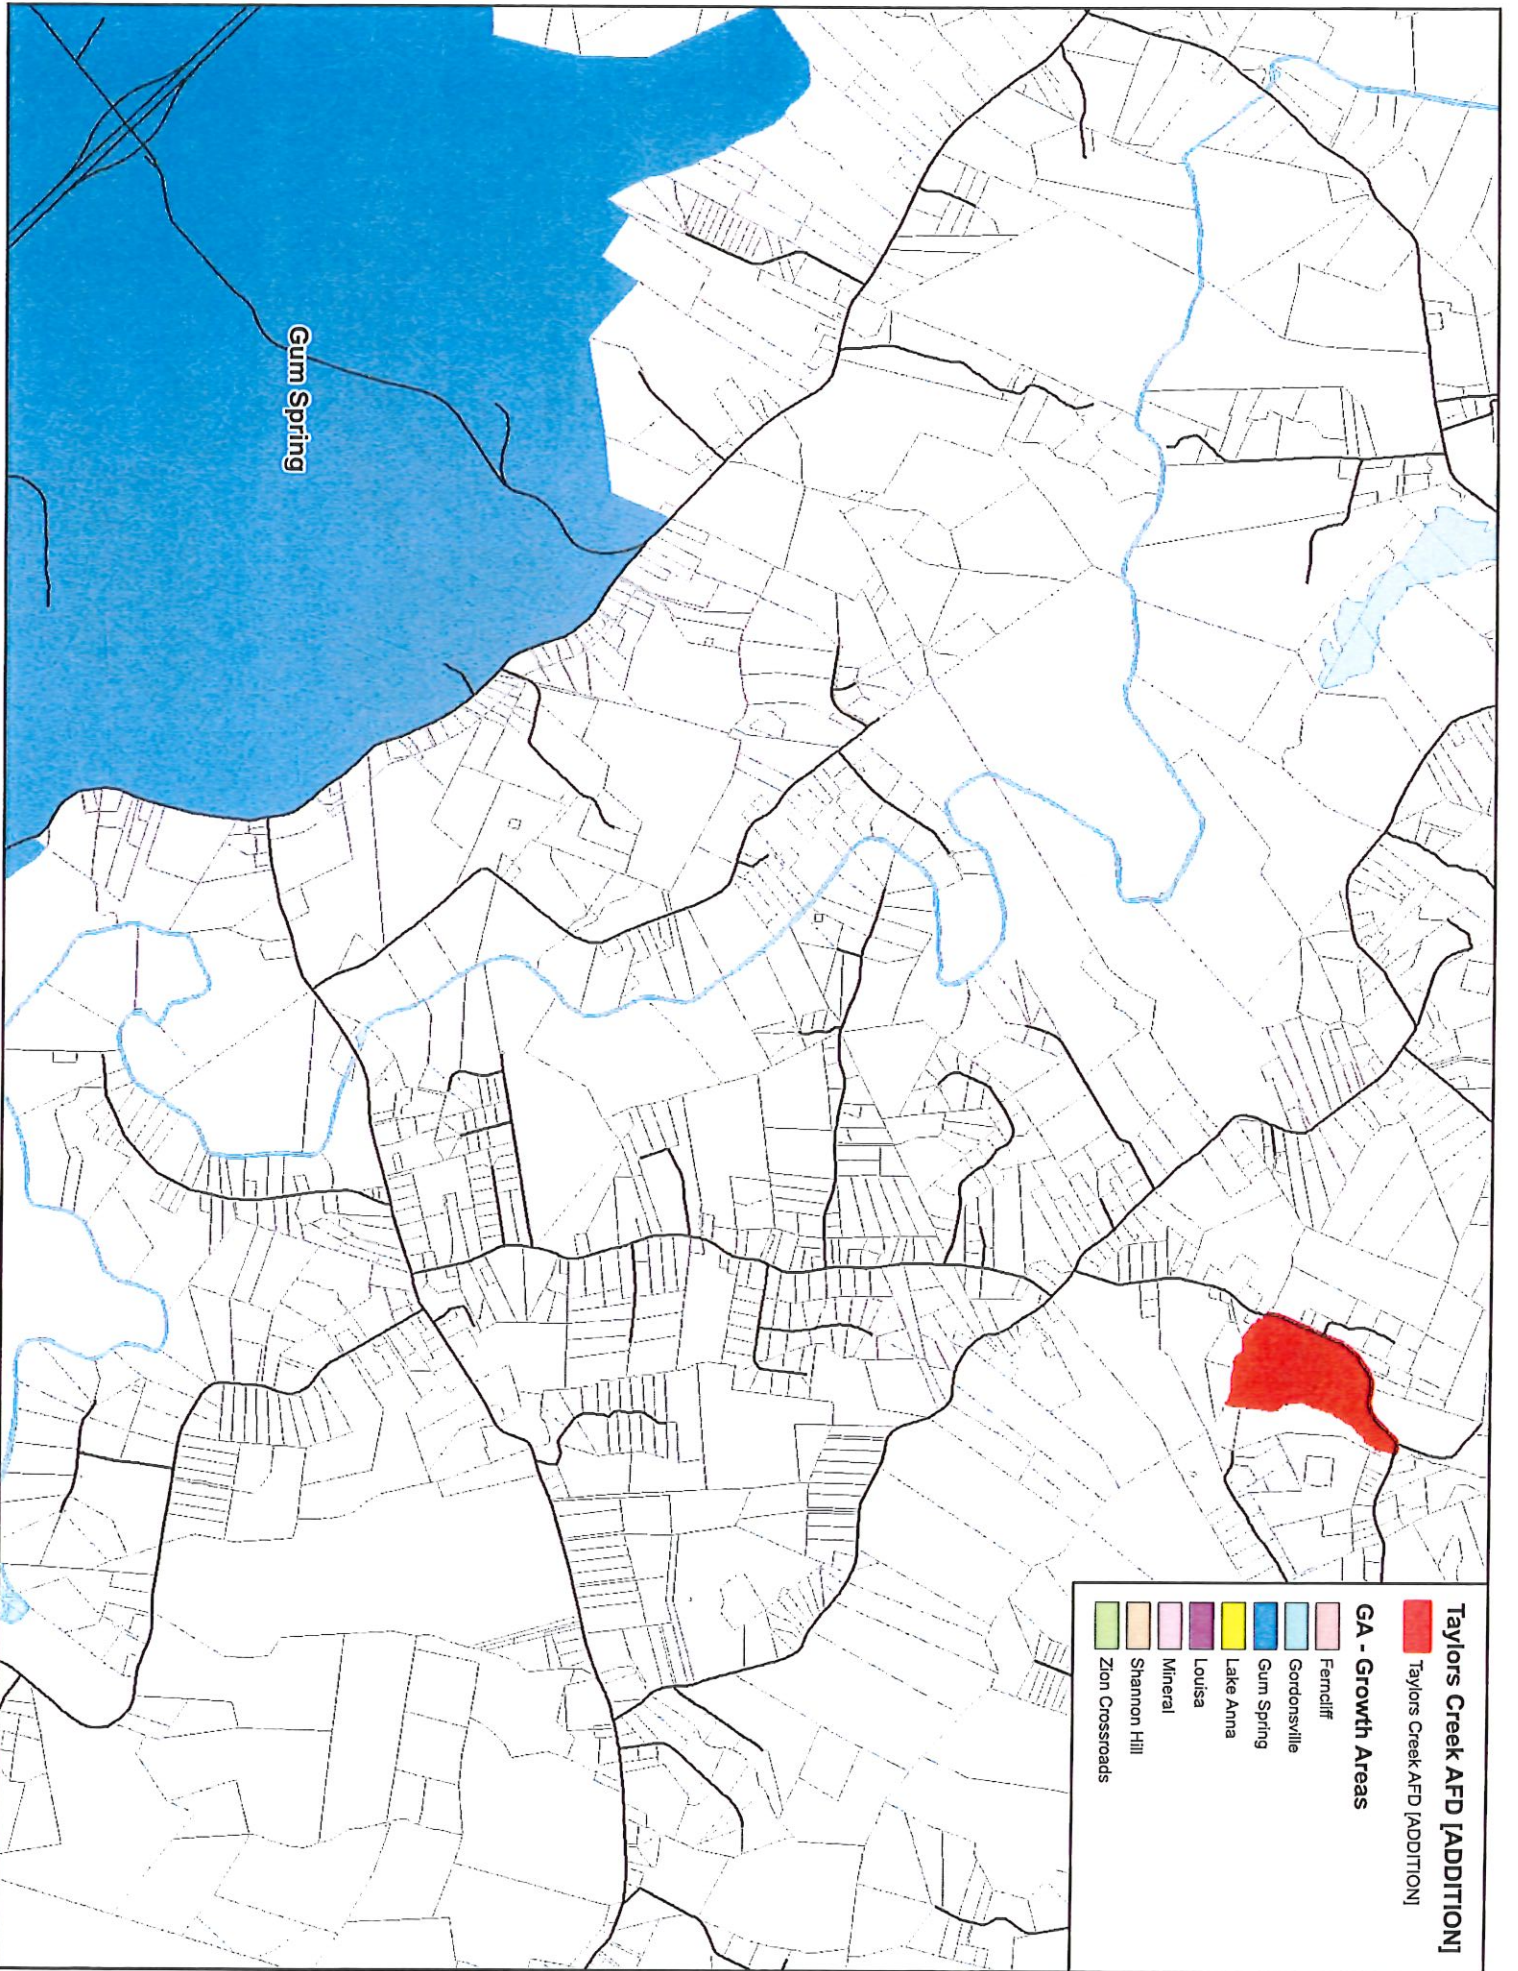 Taylors Creek AFD [ADDITION]
Taylors Creek AFD [ADDITION]
GA - Growth Areas
Ferncliff
Gordonsville
Gum Spring
Lake Anna
Louisa
Mineral
Shannon Hill
Zion Crossroads
Gum Spring